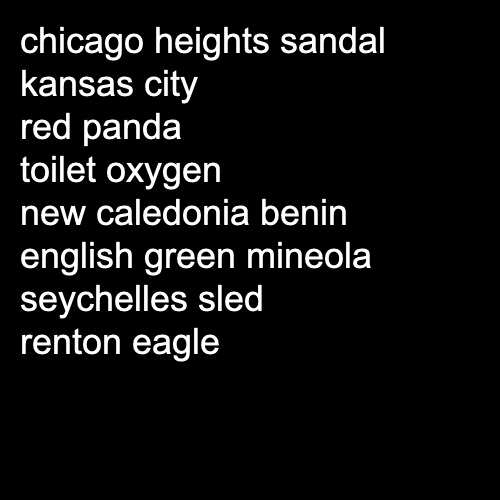 chicago heights sandal
kansas city
red panda
toilet oxygen
new caledonia benin
english green mineola
seychelles sled
renton eagle